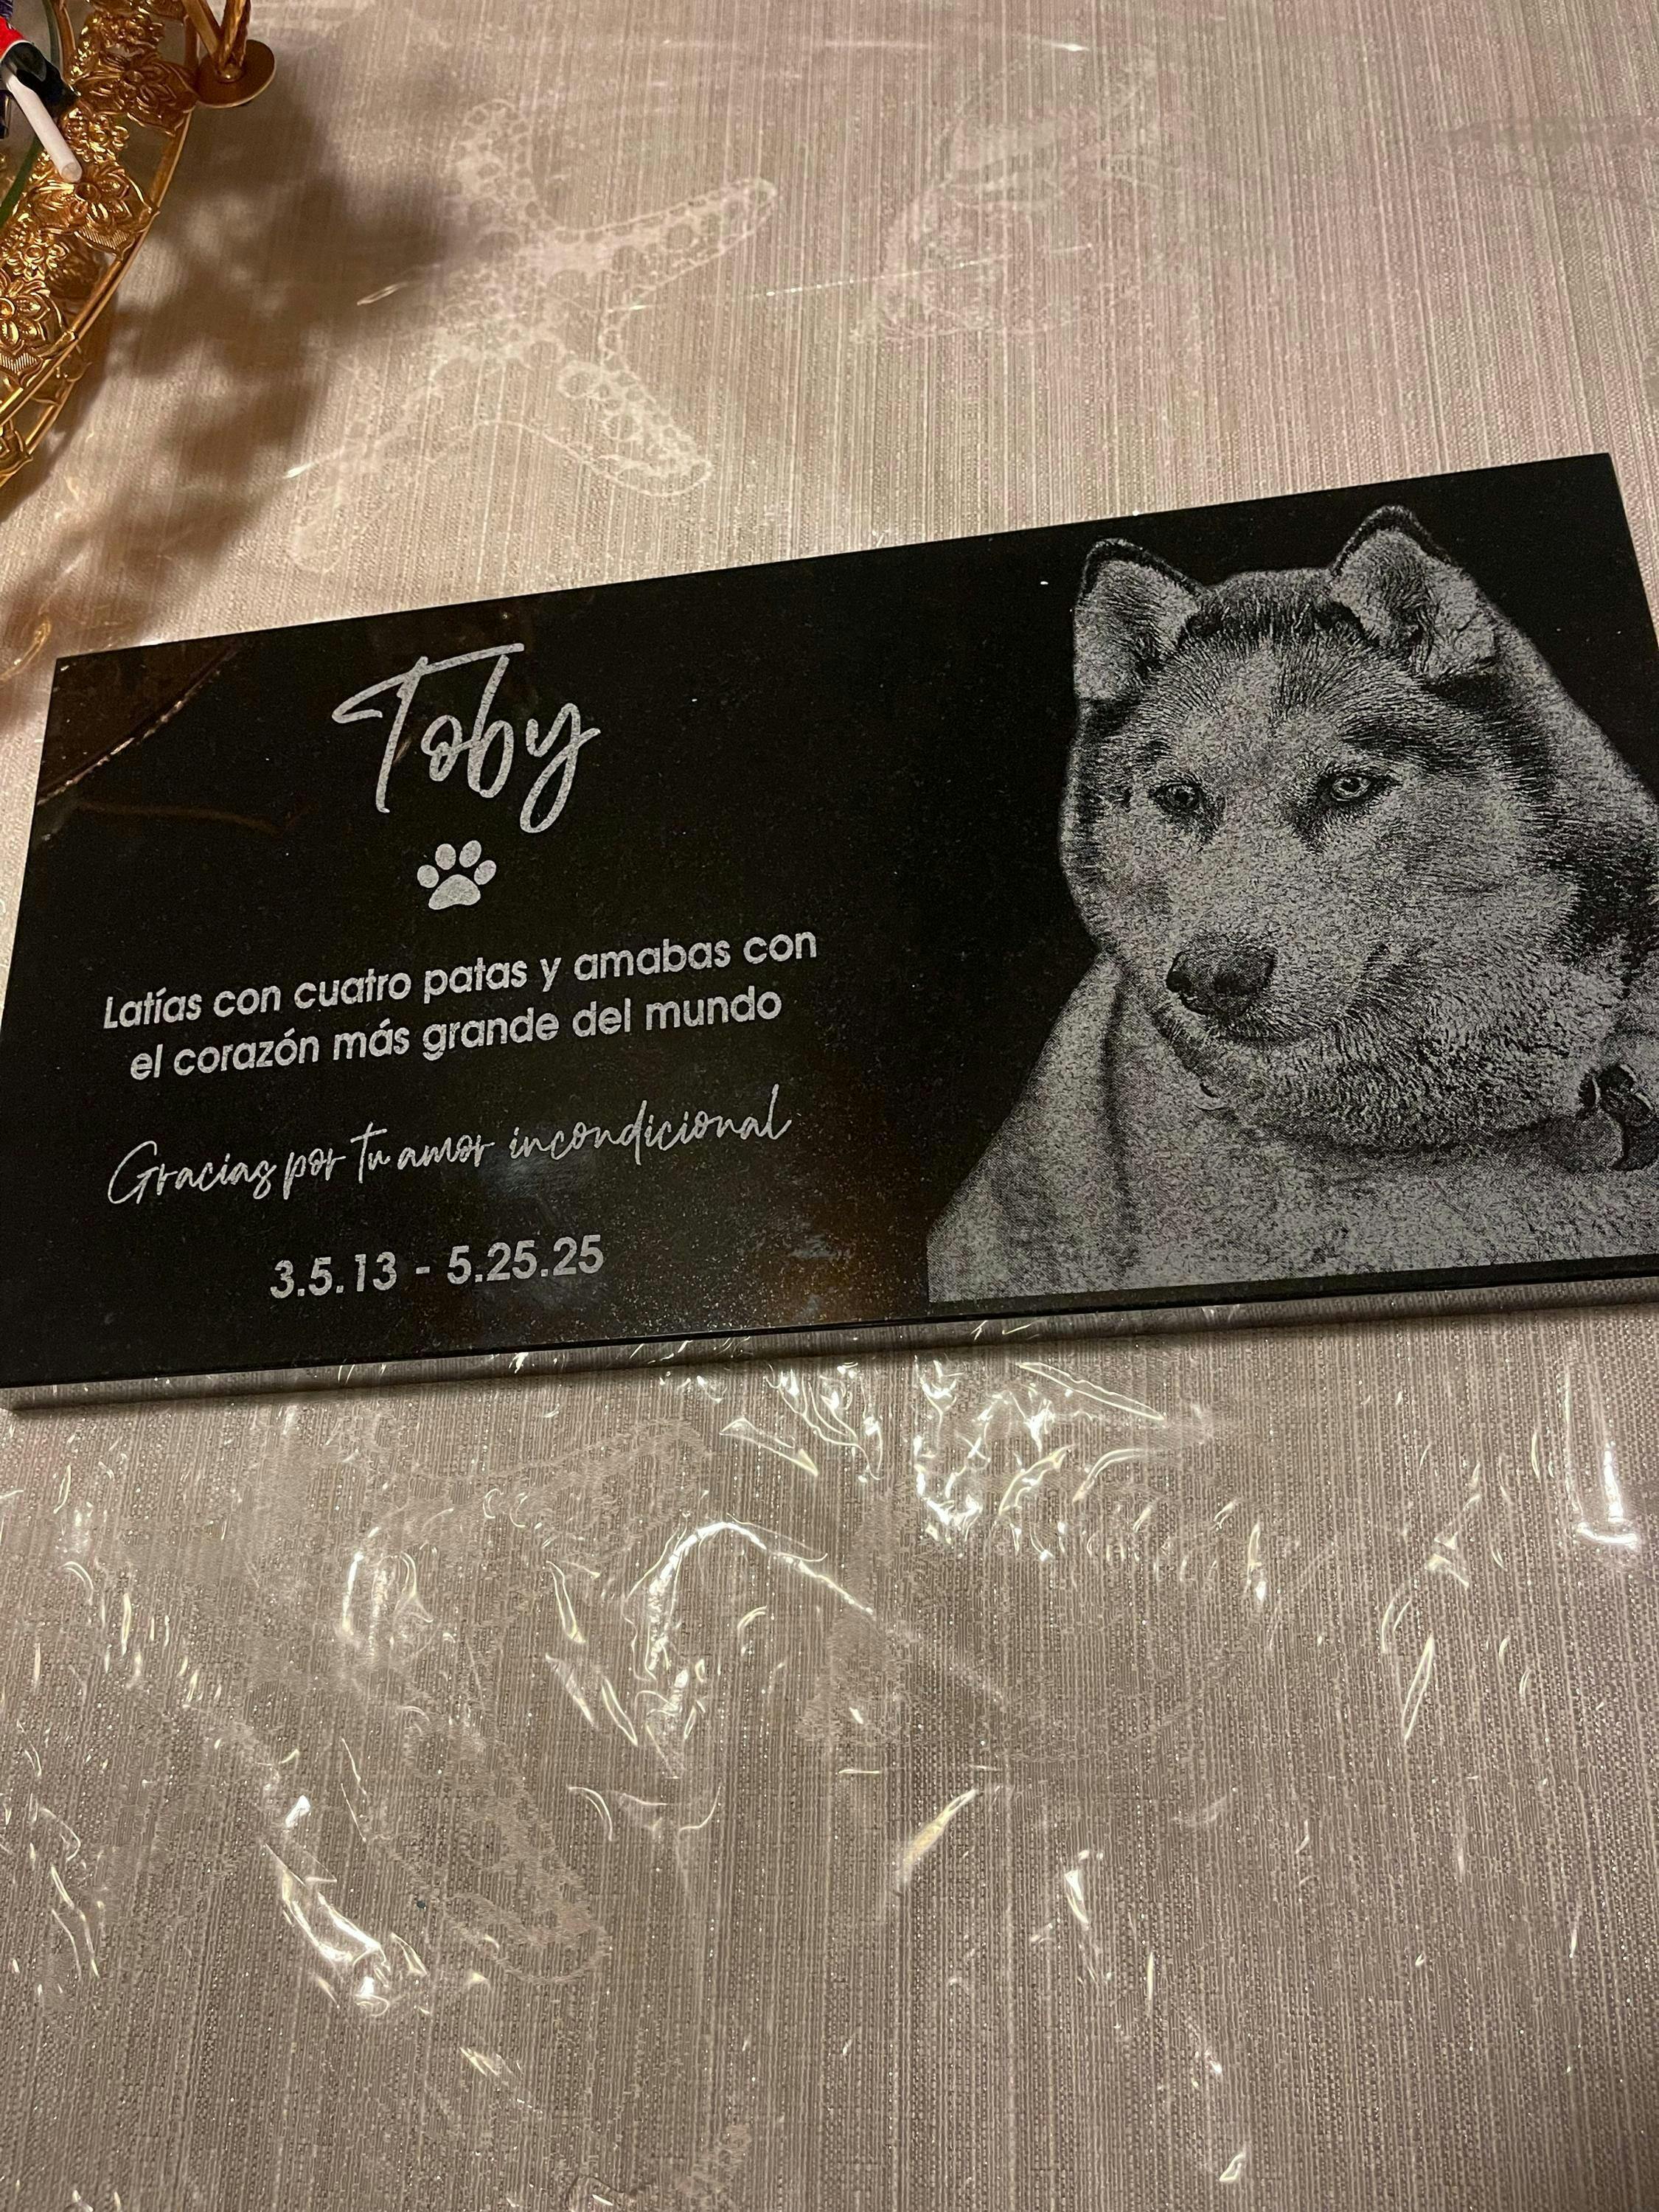 Toby
Latías con cuatro patas y amabas con
el corazón más grande del mundo
Gracias por tu amor incondicional
3.5.13 - 5.25.25